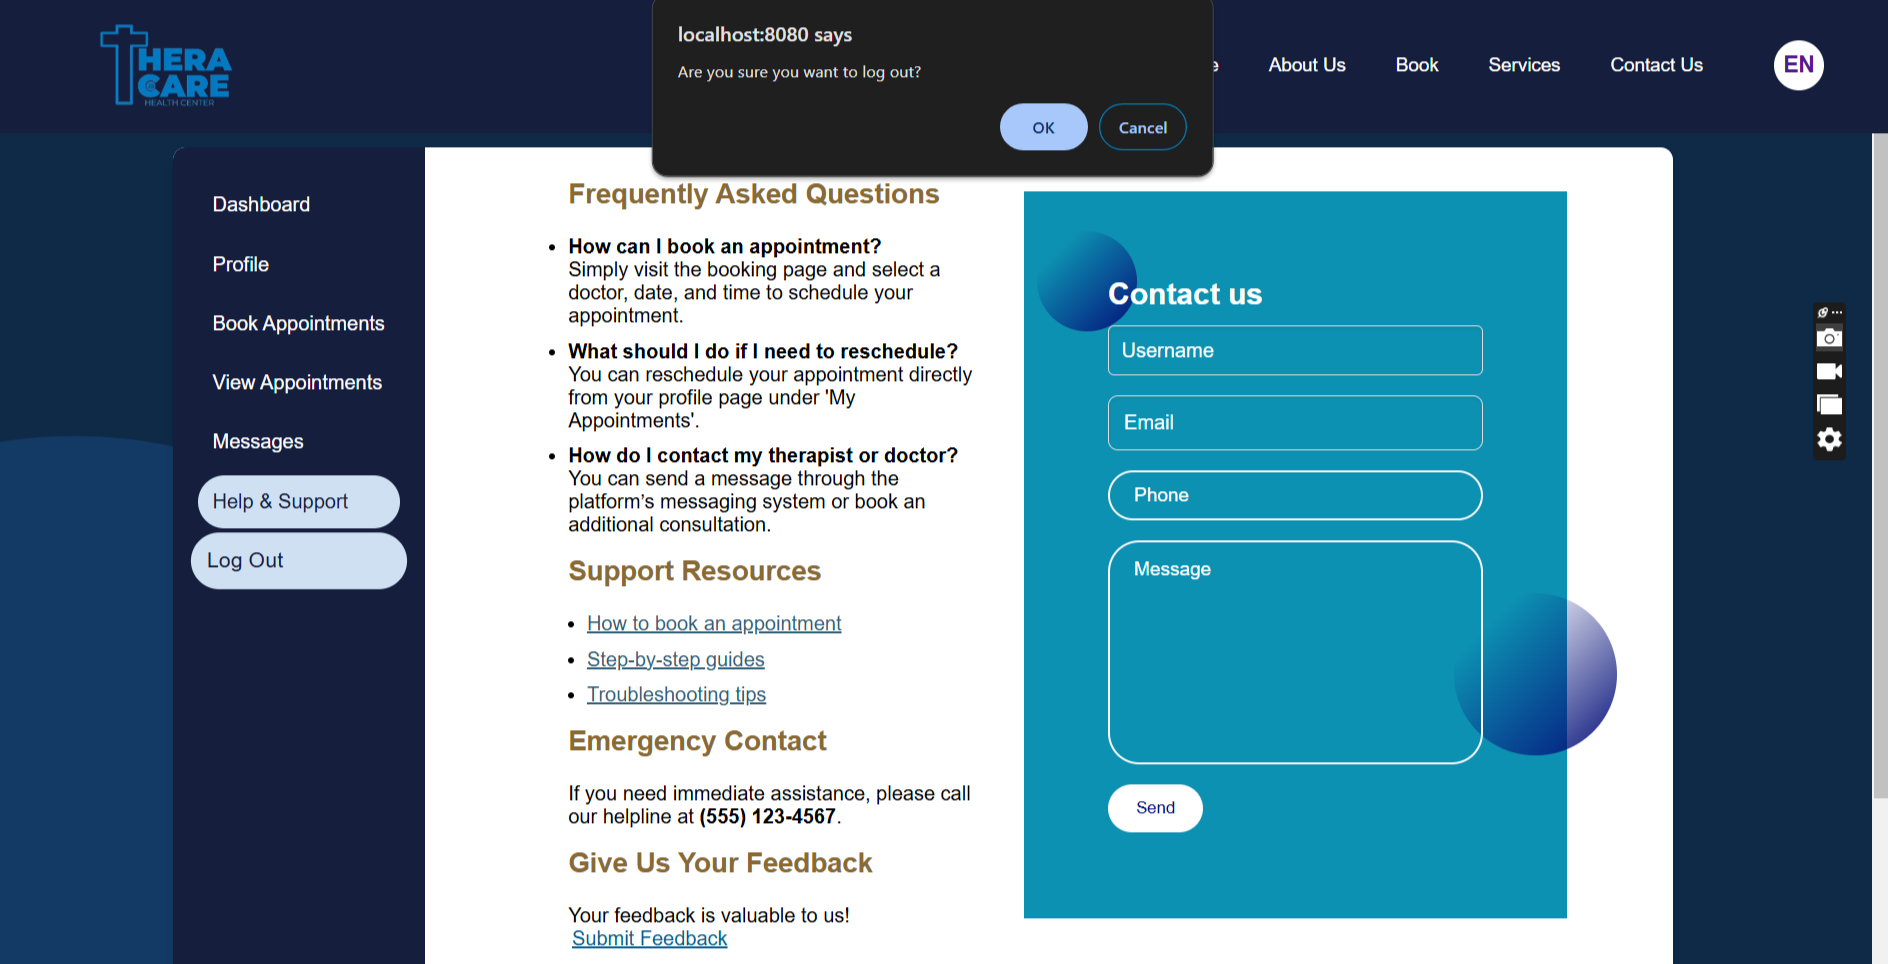 THERA
CARE
HEALTH CENTER
localhost:8080 says
Are you sure you want to log out?
OK
Cancel
e
About Us
Book
Services
Contact Us
EN
Dashboard
Profile
Book Appointments
View Appointments
Messages
Help & Support
Log Out
Frequently Asked Questions
How can I book an appointment?
Simply visit the booking page and select a
doctor, date, and time to schedule your
appointment.
What should I do if I need to reschedule?
You can reschedule your appointment directly
from your profile page under 'My
Appointments'.
How do I contact my therapist or doctor?
You can send a message through the
platform’s messaging system or book an
additional consultation.
Support Resources
How to book an appointment
Step-by-step guides
Troubleshooting tips
Emergency Contact
If you need immediate assistance, please call
our helpline at (555) 123-4567.
Give Us Your Feedback
Your feedback is valuable to us!
Submit Feedback
Contact us
Username
Email
Phone
Message
Send